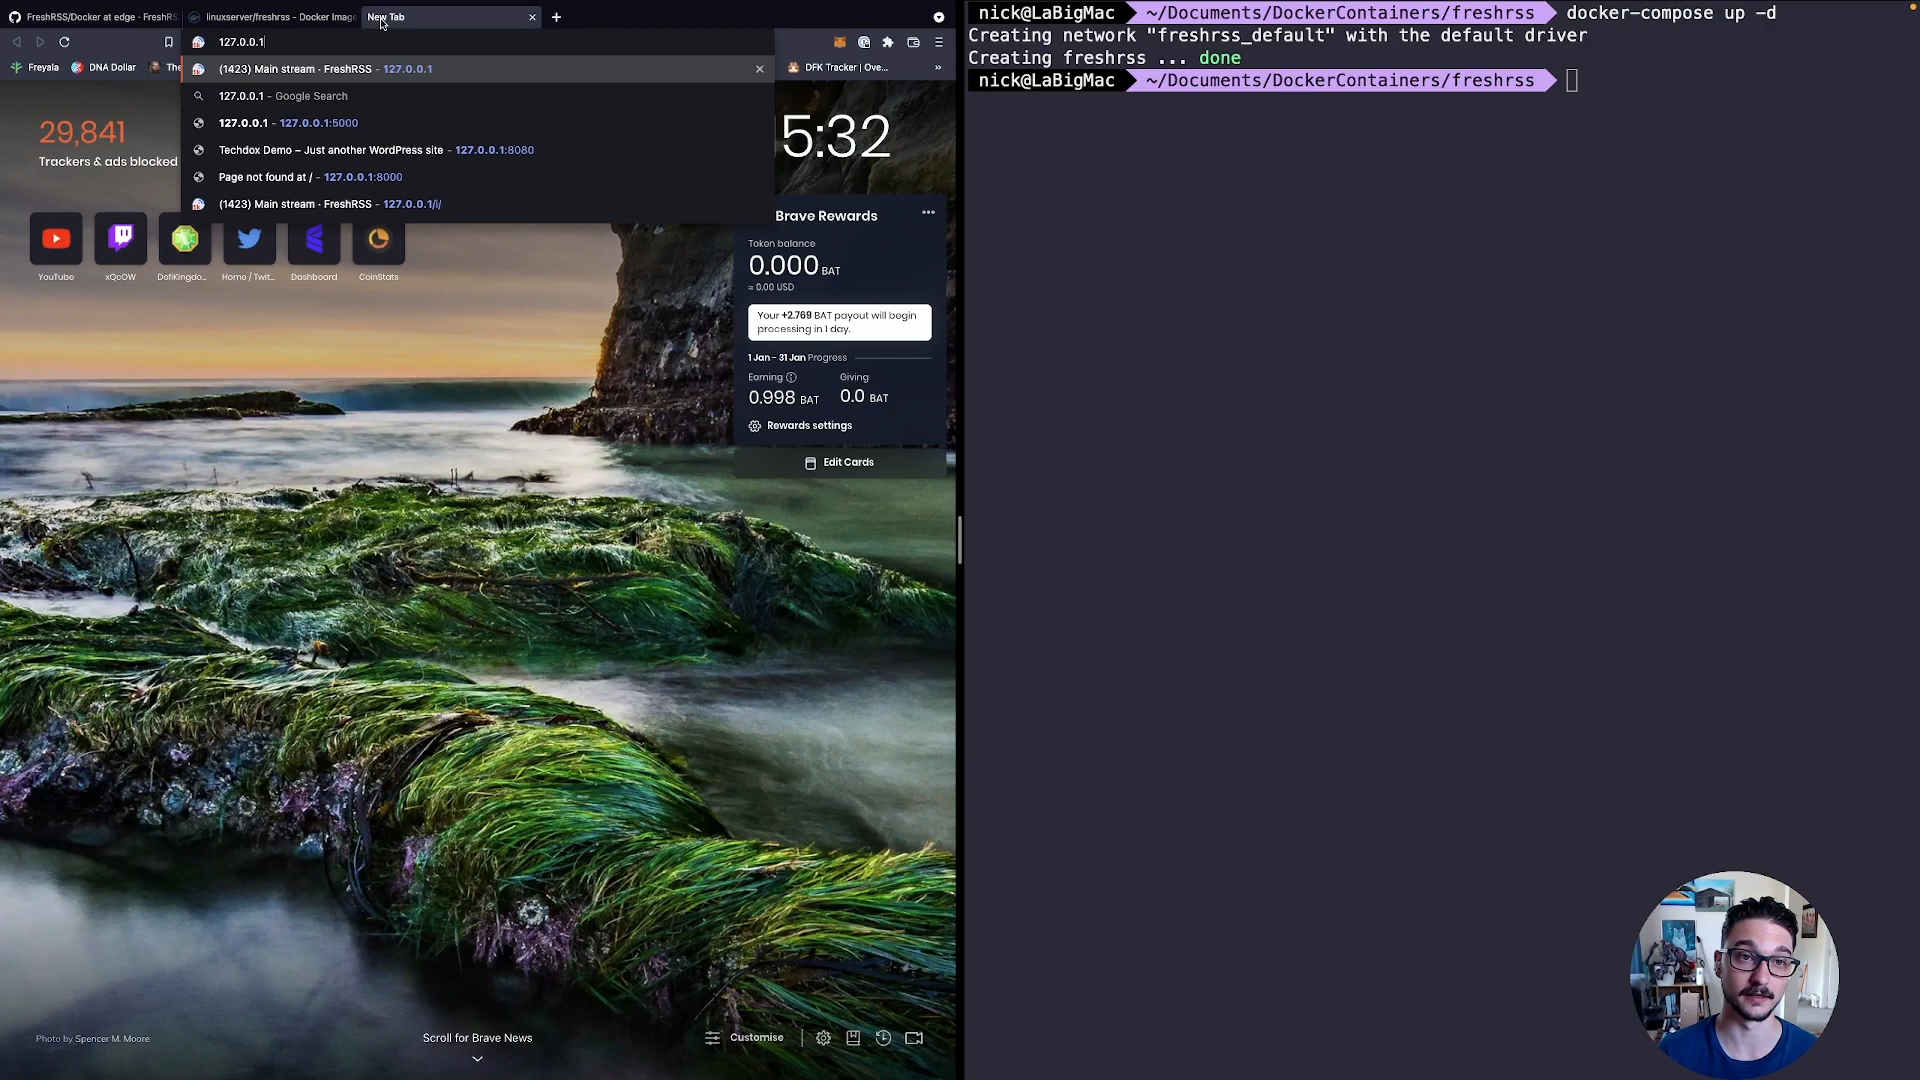 FreshRSS/Docker at edge · FreshRS
linuxserver/freshrss - Docker Image
New Tab
127.0.0.1
Freyala
DNA Dollar
The
DFK Tracker | Ove...
»
(1423) Main stream · FreshRSS - 127.0.0.1
127.0.0.1 - Google Search
127.0.0.1 - 127.0.0.1:5000
Techdox Demo – Just another WordPress site - 127.0.0.1:8080
Page not found at / - 127.0.0.1:8000
(1423) Main stream · FreshRSS - 127.0.0.1/i/
29,841
Trackers & ads blocked
5:32
YouTube
xQcOW
DefiKingdo...
Home / Twit...
Dashboard
CoinStats
Brave Rewards
Token balance
0.000 BAT
≈ 0.00 USD
Your +2.769 BAT payout will begin
processing in 1 day.
1 Jan - 31 Jan Progress
Earning
Giving
0.998 BAT
0.0 BAT
Rewards settings
Edit Cards
Photo by Spencer M. Moore
Scroll for Brave News
Customise
nick@LaBigMac ~/Documents/DockerContainers/freshrss docker-compose up -d
Creating network "freshrss_default" with the default driver
Creating freshrss ... done
nick@LaBigMac ~/Documents/DockerContainers/freshrss